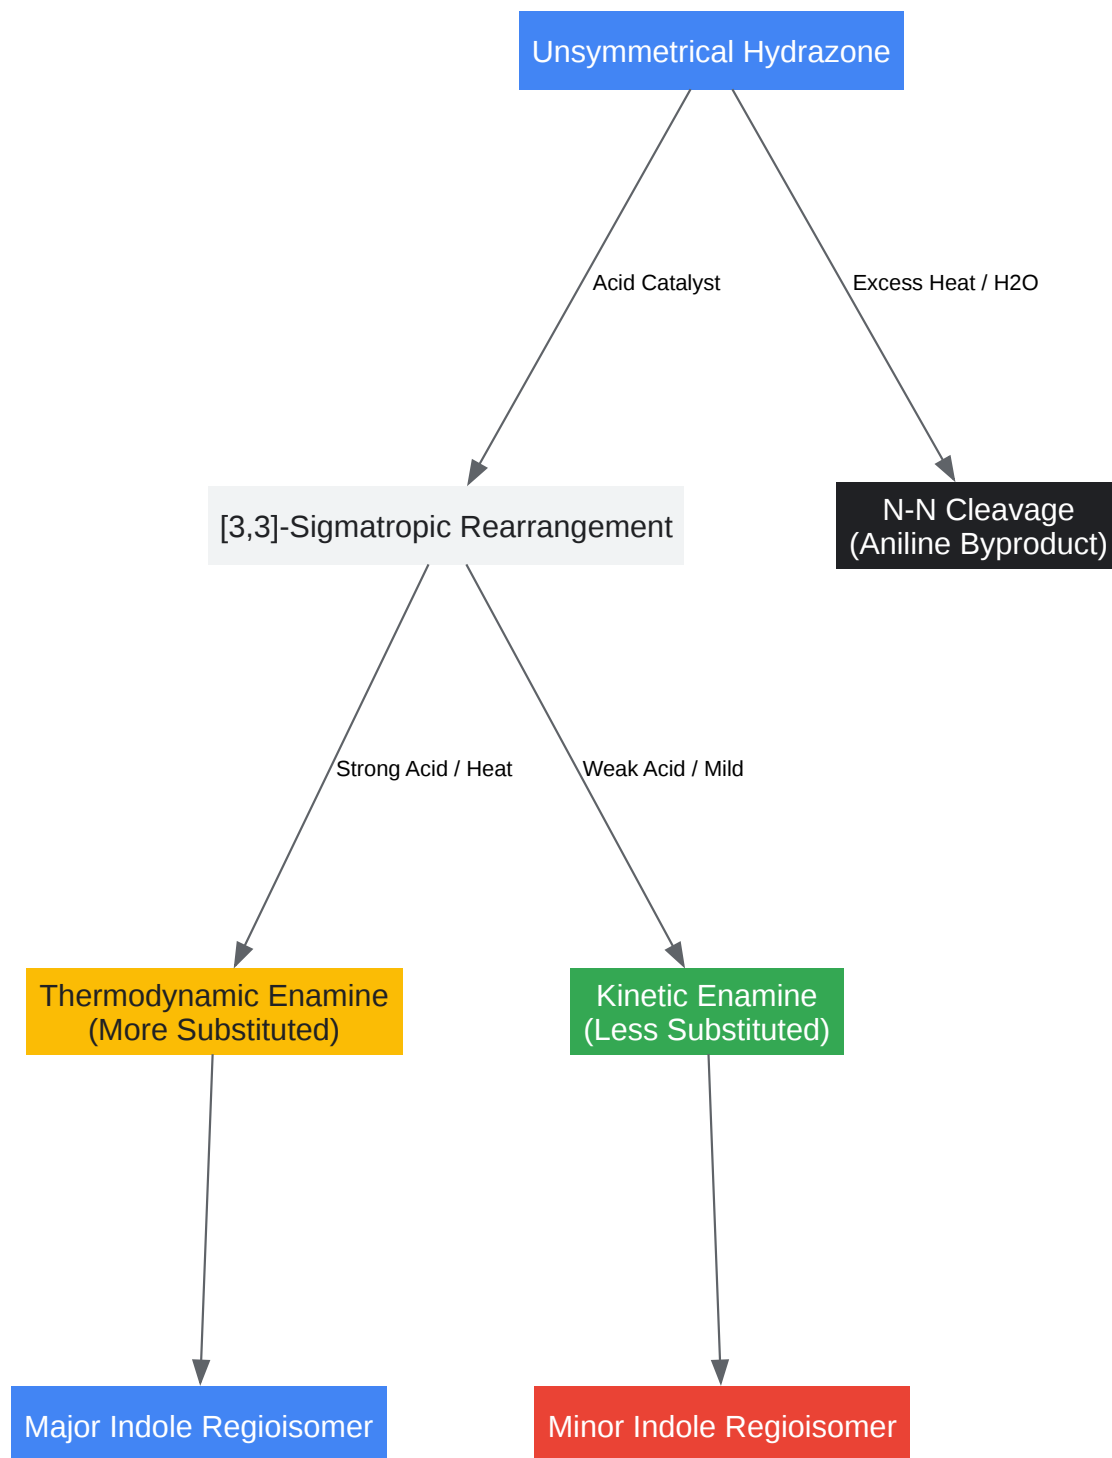 Unsymmetrical Hydrazone
Acid Catalyst
Excess Heat / H2O
[3,3]-Sigmatropic Rearrangement
N-N Cleavage
(Aniline Byproduct)
Strong Acid / Heat
Weak Acid / Mild
Thermodynamic Enamine
(More Substituted)
Kinetic Enamine
(Less Substituted)
Major Indole Regioisomer
Minor Indole Regioisomer